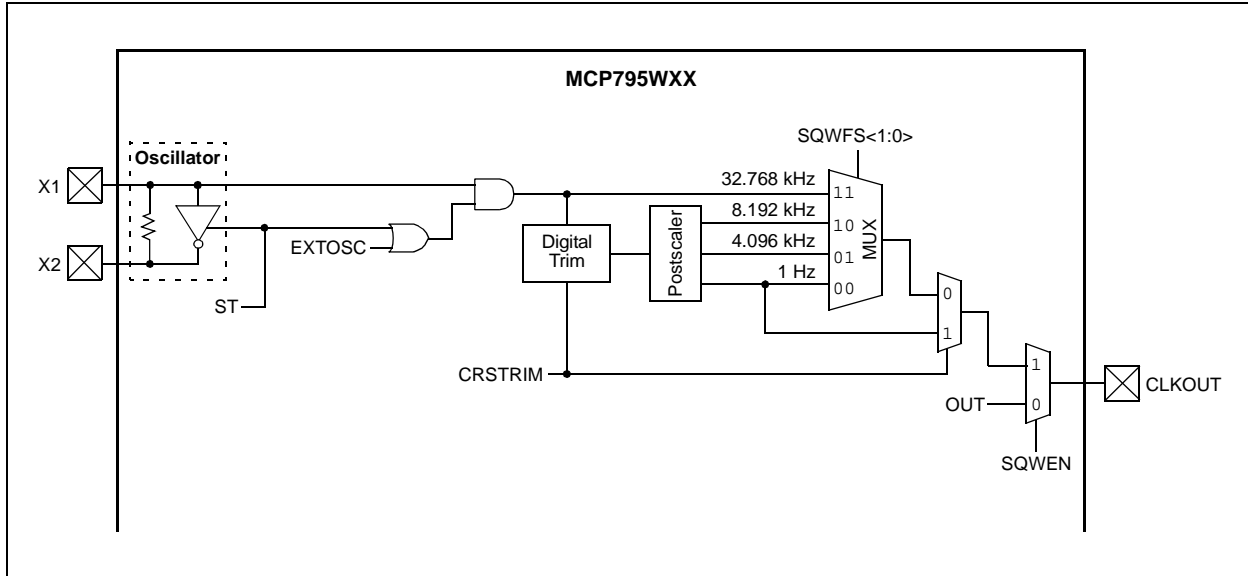 MCP795WXX
SQWFS<1:0>
Oscillator
X1
X2
ST
EXTOSC
32.768 kHz
8.192 kHz
4.096 kHz
1 Hz
11
10
01
00
MUX
Digital
Trim
Postscaler
0
1
CRSTRIM
1
0
OUT
CLKOUT
SQWEN